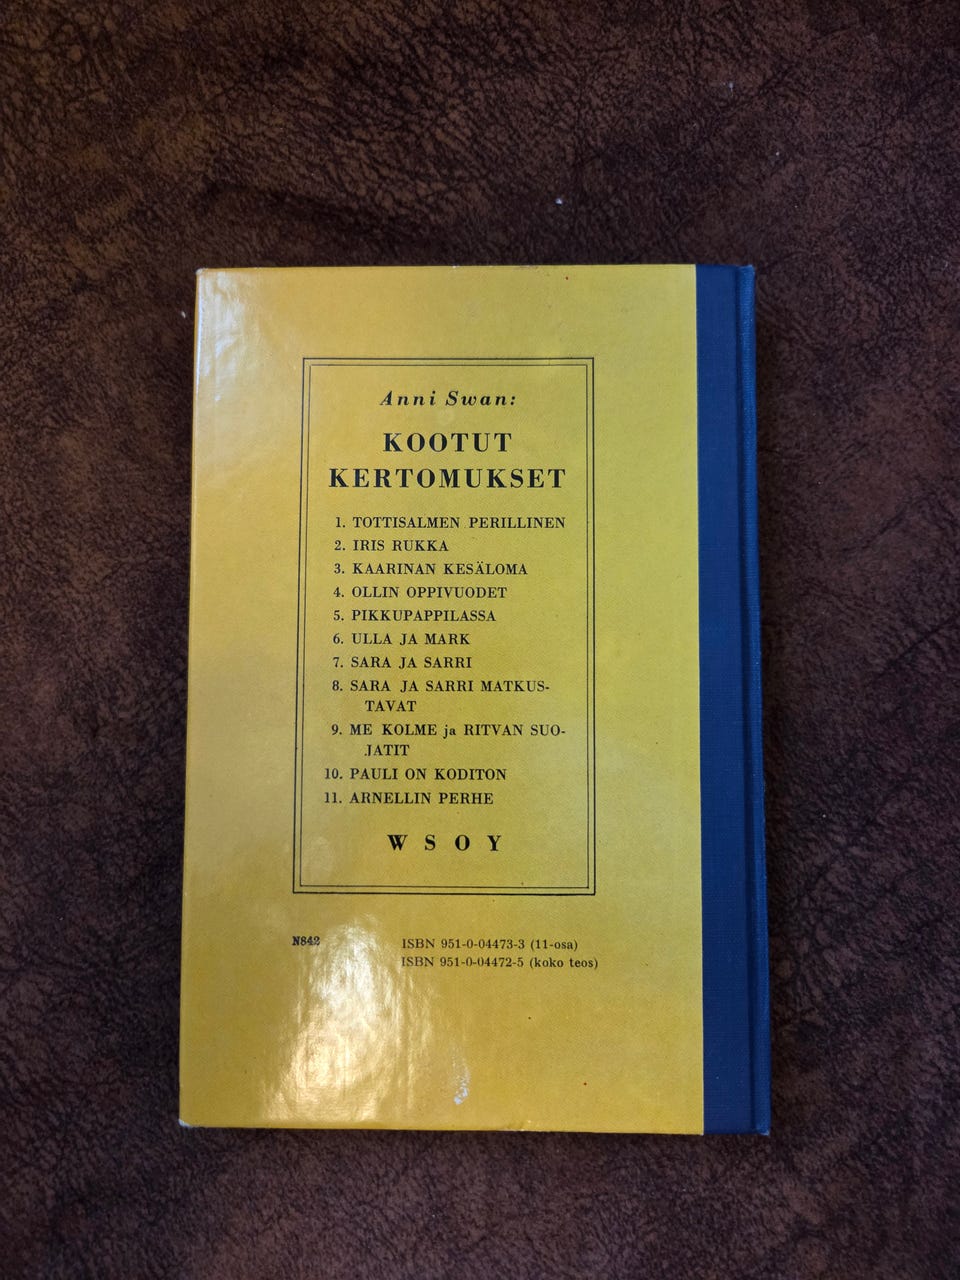 Anni Swan:
KOOTUT
KERTOMUKSET
1. TOTTISALMEN PERILLINEN
2. IRIS RUKKA
3. KAARINAN KESÄLOMA
4. OLLIN OPPIVUODET
5. PIKKUPAPPILASSA
6. ULLA JA MARK
7. SARA JA SARRI
8. SARA JA SARRI MATKUS-
TAVAT
9. ME KOLME ja RITVAN SUO-
JATIT
10. PAULI ON KODITON
11. ARNELLIN PERHE
W S O Y
N842
ISBN 951-0-04473-3 (11-osa)
ISBN 951-0-04472-5 (koko teos)